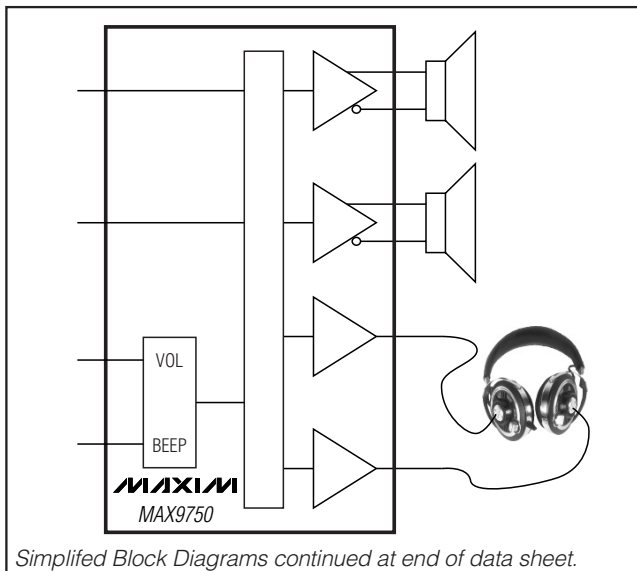 VOL
BEEP
MAXIM
MAX9750
Simplifed Block Diagrams continued at end of data sheet.